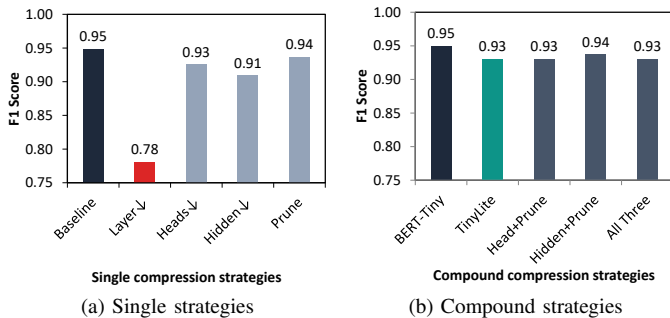 1.00
0.95
0.90
0.85
0.80
0.75
F1 Score
0.95
0.78
0.93
0.91
0.94
Baseline
Layer↓
Heads↓
Hidden↓
Prune
Single compression strategies
(a) Single strategies
1.00
0.95
0.90
0.85
0.80
0.75
F1 Score
0.95
0.93
0.93
0.94
0.93
BERT-Tiny
TinyLite
Head+Prune
Hidden+Prune
All Three
Compound compression strategies
(b) Compound strategies